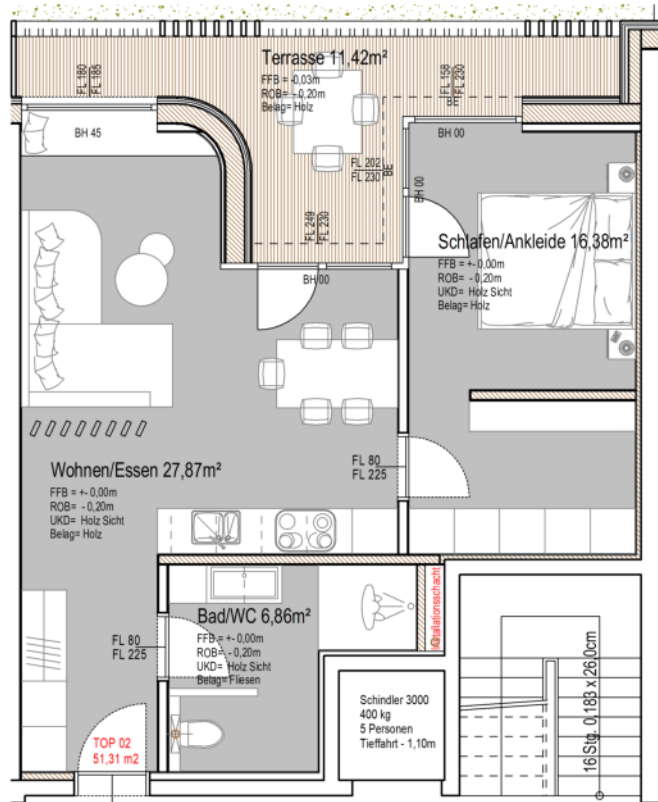 Terrasse 11,42m²
FFB = -0,03m
ROB= -0,20m
Belag= Holz
FL 180
FL 185
FL 158
FL 230
BE
BH 45
BH 00
FL 202
FL 230
BE
BH 00
FL 249
FL 230
BH 00
Schlafen/Ankleide 16,38m²
FFB = +- 0,00m
ROB= - 0,20m
UKD= Holz Sicht
Belag= Holz
Wohnen/Essen 27,87m²
FFB = +- 0,00m
ROB= - 0,20m
UKD= Holz Sicht
Belag= Holz
FL 80
FL 225
Bad/WC 6,86m²
FFB = +- 0,00m
ROB= - 0,20m
UKD= Holz Sicht
Belag= Fliesen
FL 80
FL 225
TOP 02
51,31 m2
Schindler 3000
400 kg
5 Personen
Tieffahrt - 1,10m
16 Stg. 0,183 x 26,0cm